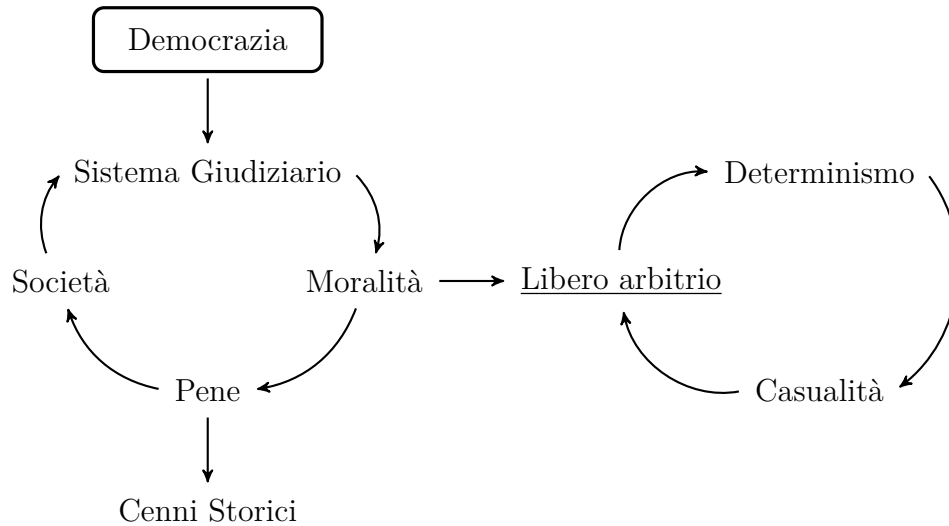 Democrazia
Sistema Giudiziario
Determinismo
Società
Moralità
Libero arbitrio
Pene
Casualità
Cenni Storici